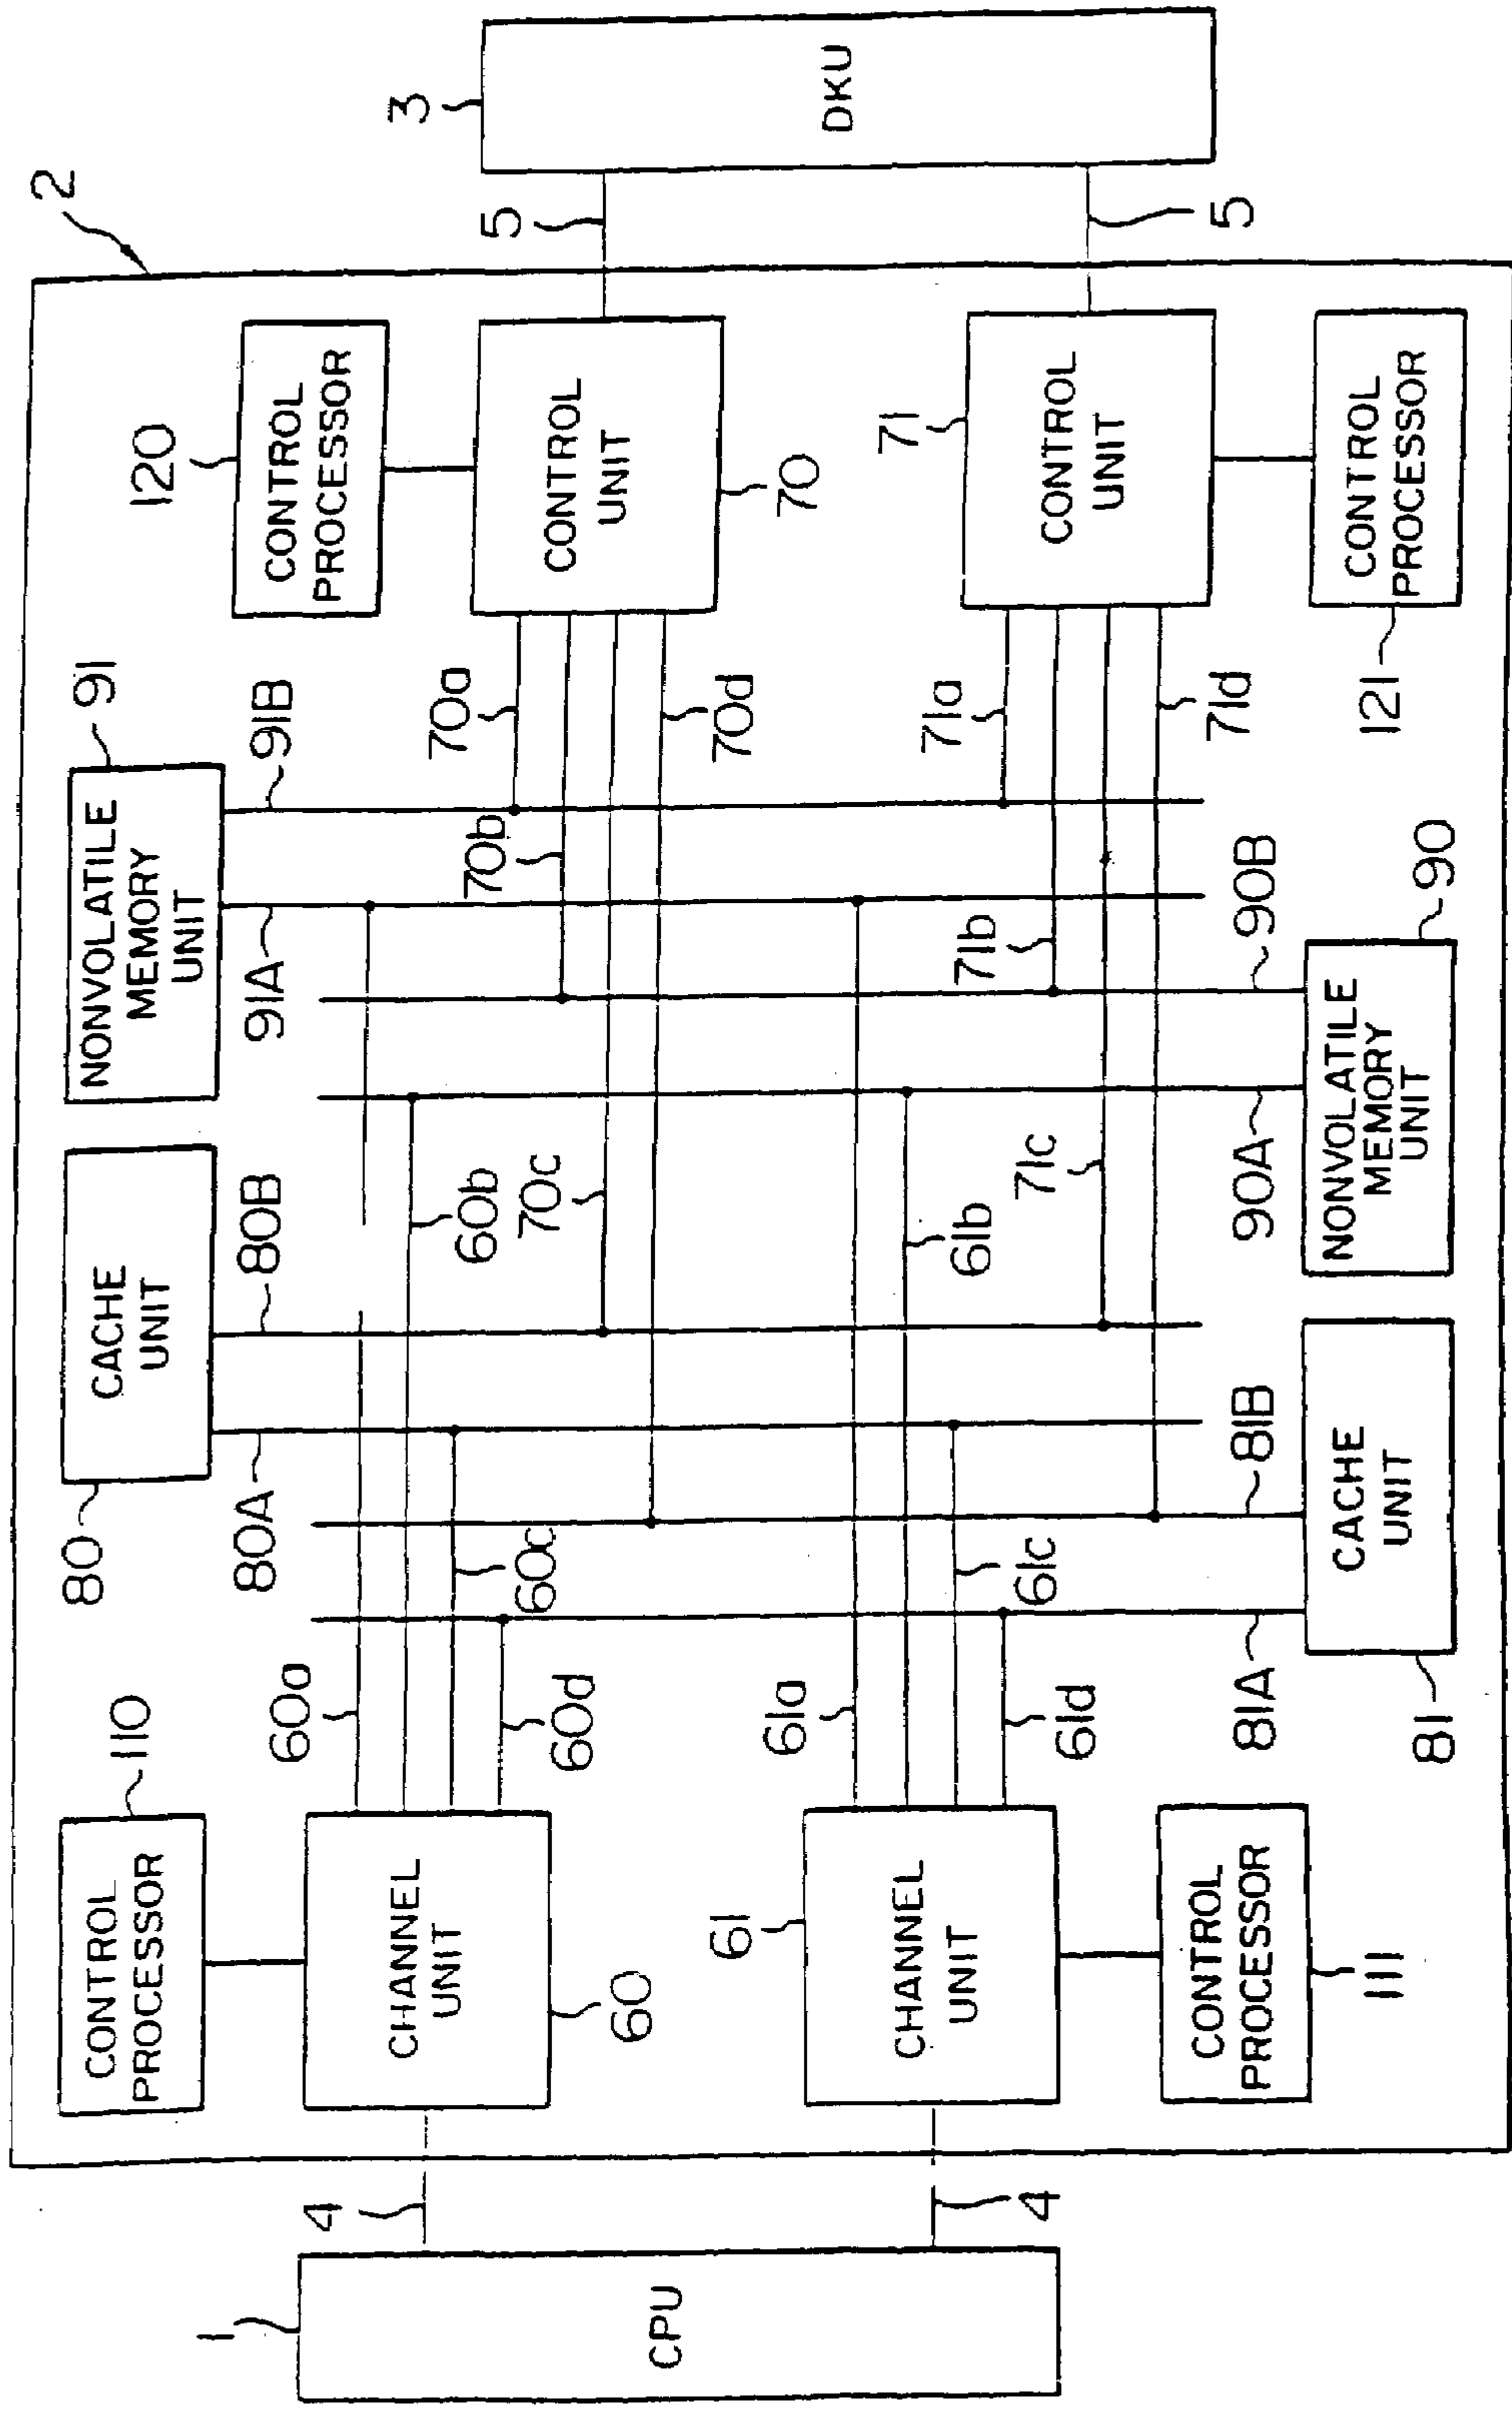 1
CPU
4
4
2
CONTROL
PROCESSOR
110
CHANNEL
UNIT
60
61
CHANNEL
UNIT
CONTROL
PROCESSOR
111
60a
60b
60c
60d
61a
61b
61c
61d
80
CACHE
UNIT
80A
80B
NONVOLATILE
MEMORY
UNIT
91
91A
91B
81
CACHE
UNIT
81A
81B
NONVOLATILE
MEMORY
UNIT
90
90A
90B
70a
70b
70c
70d
71a
71b
71c
71d
120
CONTROL
PROCESSOR
CONTROL
UNIT
70
71
CONTROL
UNIT
CONTROL
PROCESSOR
121
5
5
3
DKU